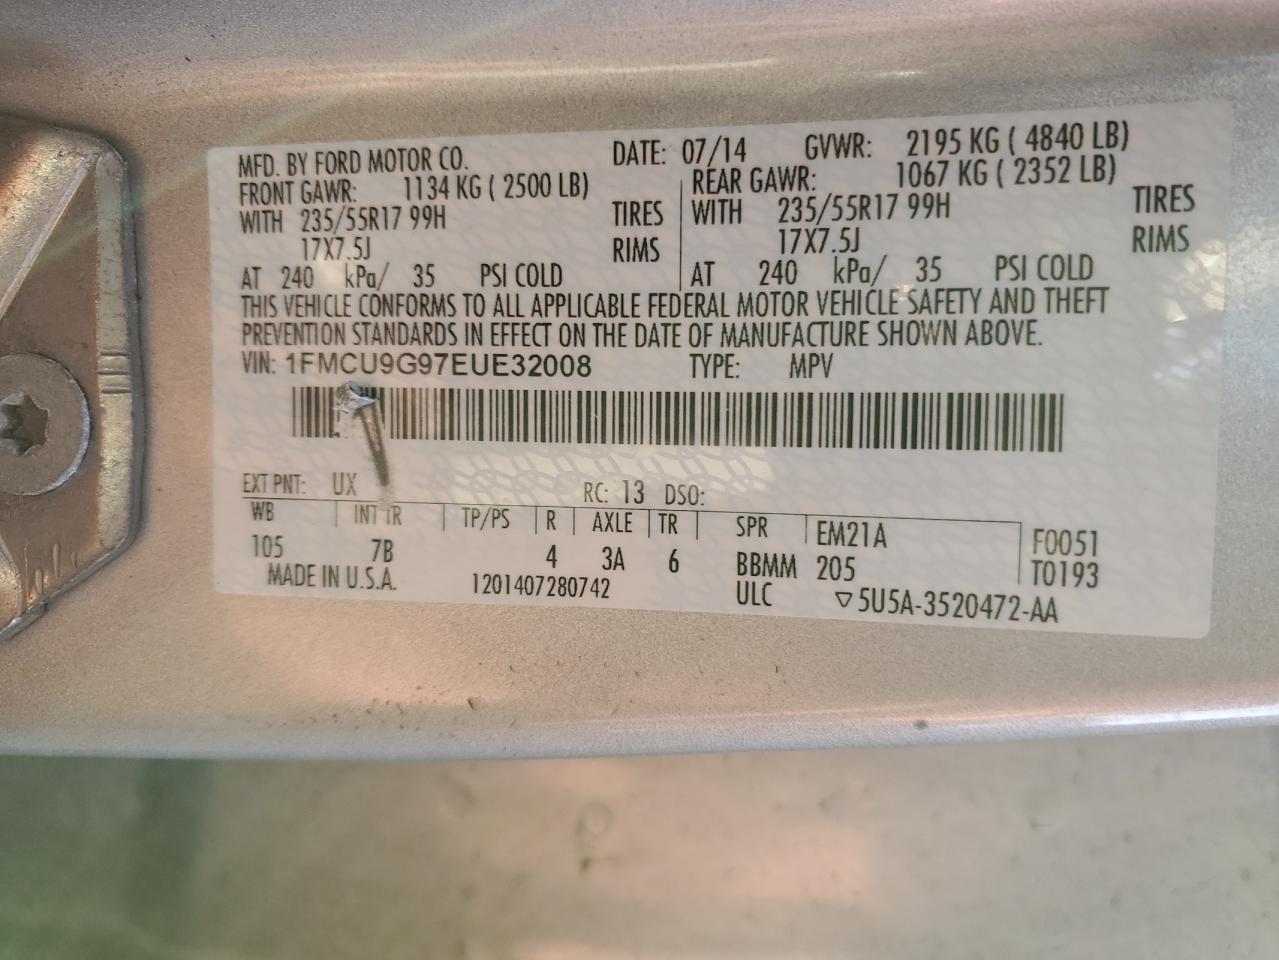 MFD. BY FORD MOTOR CO. DATE: 07/14 GVWR: 2195 KG ( 4840 LB)
FRONT GAWR: 1134 KG ( 2500 LB) REAR GAWR: 1067 KG ( 2352 LB)
WITH 235/55R17 99H TIRES WITH 235/55R17 99H TIRES
17X7.5J RIMS 17X7.5J RIMS
AT 240 kPa/ 35 PSI COLD AT 240 kPa/ 35 PSI COLD
THIS VEHICLE CONFORMS TO ALL APPLICABLE FEDERAL MOTOR VEHICLE SAFETY AND THEFT
PREVENTION STANDARDS IN EFFECT ON THE DATE OF MANUFACTURE SHOWN ABOVE.
VIN: 1FMCU9G97EUE32008 TYPE: MPV
EXT PNT: UX RC: 13 DSO:
WB INT TR TP/PS R AXLE TR SPR EM21A F0051
105 7B 4 3A 6 BBMM 205 T0193
MADE IN U.S.A. 1201407280742 ULC ▽5U5A-3520472-AA